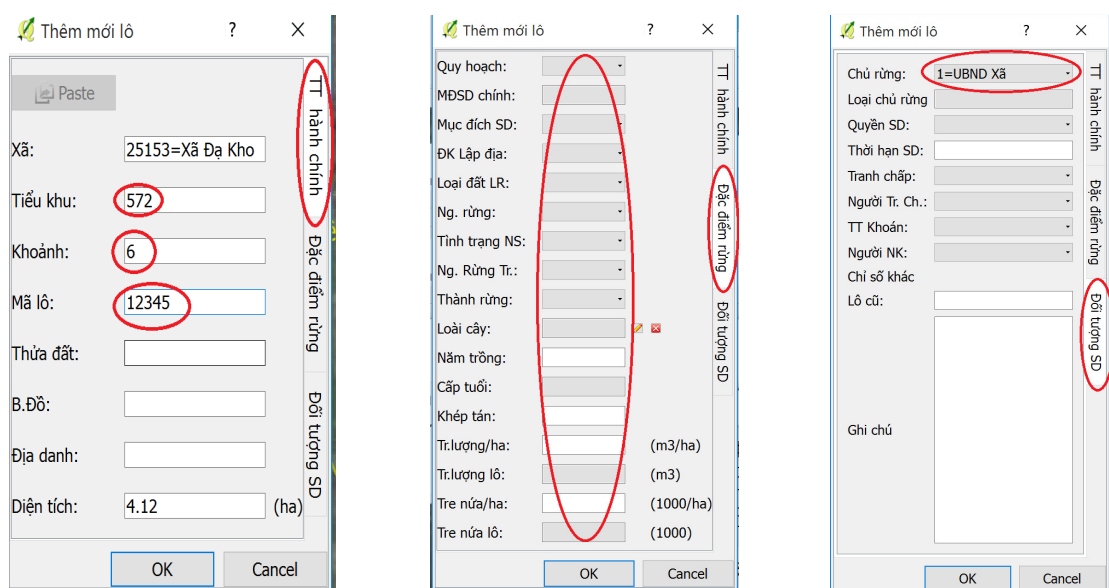 Thêm mới lô ? X
Paste
Xã: 25153=Xã Đạ Kho
Tiểu khu: 572
Khoảnh: 6
Mã lô: 12345
Thửa đất:
B.Đồ:
Địa danh:
Diện tích: 4.12 (ha)
TT hành chính
Đặc điểm rừng
Đối tượng SD
OK Cancel
Thêm mới lô ? X
Quy hoạch:
MĐSD chính:
Mục đích SD:
ĐK Lập địa:
Loại đất LR:
Ng. rừng:
Tình trạng NS:
Ng. Rừng Tr.:
Thành rừng:
Loài cây:
Năm trồng:
Cấp tuổi:
Khép tán:
Tr.lượng/ha: (m3/ha)
Tr.lượng lô: (m3)
Tre nứa/ha: (1000/ha)
Tre nứa lô: (1000)
TT hành chính
Đặc điểm rừng
Đối tượng SD
OK Cancel
Thêm mới lô ? X
Chủ rừng: 1=UBND Xã
Loại chủ rừng
Quyền SD:
Thời hạn SD:
Tranh chấp:
Người Tr. Ch.:
TT Khoán:
Người NK:
Chỉ số khác
Lô cũ:
Ghi chú
TT hành chính
Đặc điểm rừng
Đối tượng SD
OK Cancel